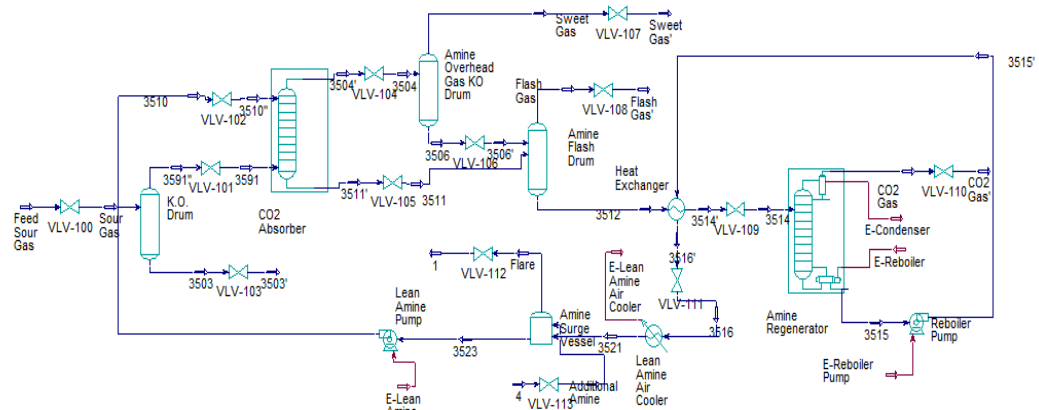 Sweet
Gas
VLV-107
Sweet
Gas'
3515'
Amine
Overhead
Gas KO
Drum
3504'
VLV-104
3504
3510
VLV-102
3510"
Flash
Gas
VLV-108
Flash
Gas'
3506
VLV-106
3506'
Amine
Flash
Drum
3591"
VLV-101
3591
3511'
VLV-105
3511
Heat
Exchanger
CO2
Gas
VLV-110
CO2
Gas'
Feed
Sour
Gas
VLV-100
Sour
Gas
K.O.
Drum
CO2
Absorber
3512
3514'
VLV-109
3514
E-Condenser
E-Reboiler
3503
VLV-103
3503'
1
VLV-112
Flare
E-Lean
Amine
Air
Cooler
3516'
VLV-111
3516
Amine
Regenerator
3515
Reboiler
Pump
Lean
Amine
Pump
3523
Amine
Surge
Vessel
3521
Lean
Amine
Air
Cooler
E-Reboiler
Pump
4
VLV-113
Additional
Amine
E-Lean